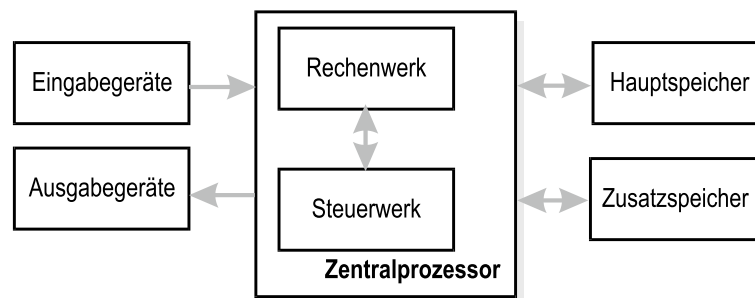 Eingabegeräte
Ausgabegeräte
Rechenwerk
Steuerwerk
Zentralprozessor
Hauptspeicher
Zusatzspeicher